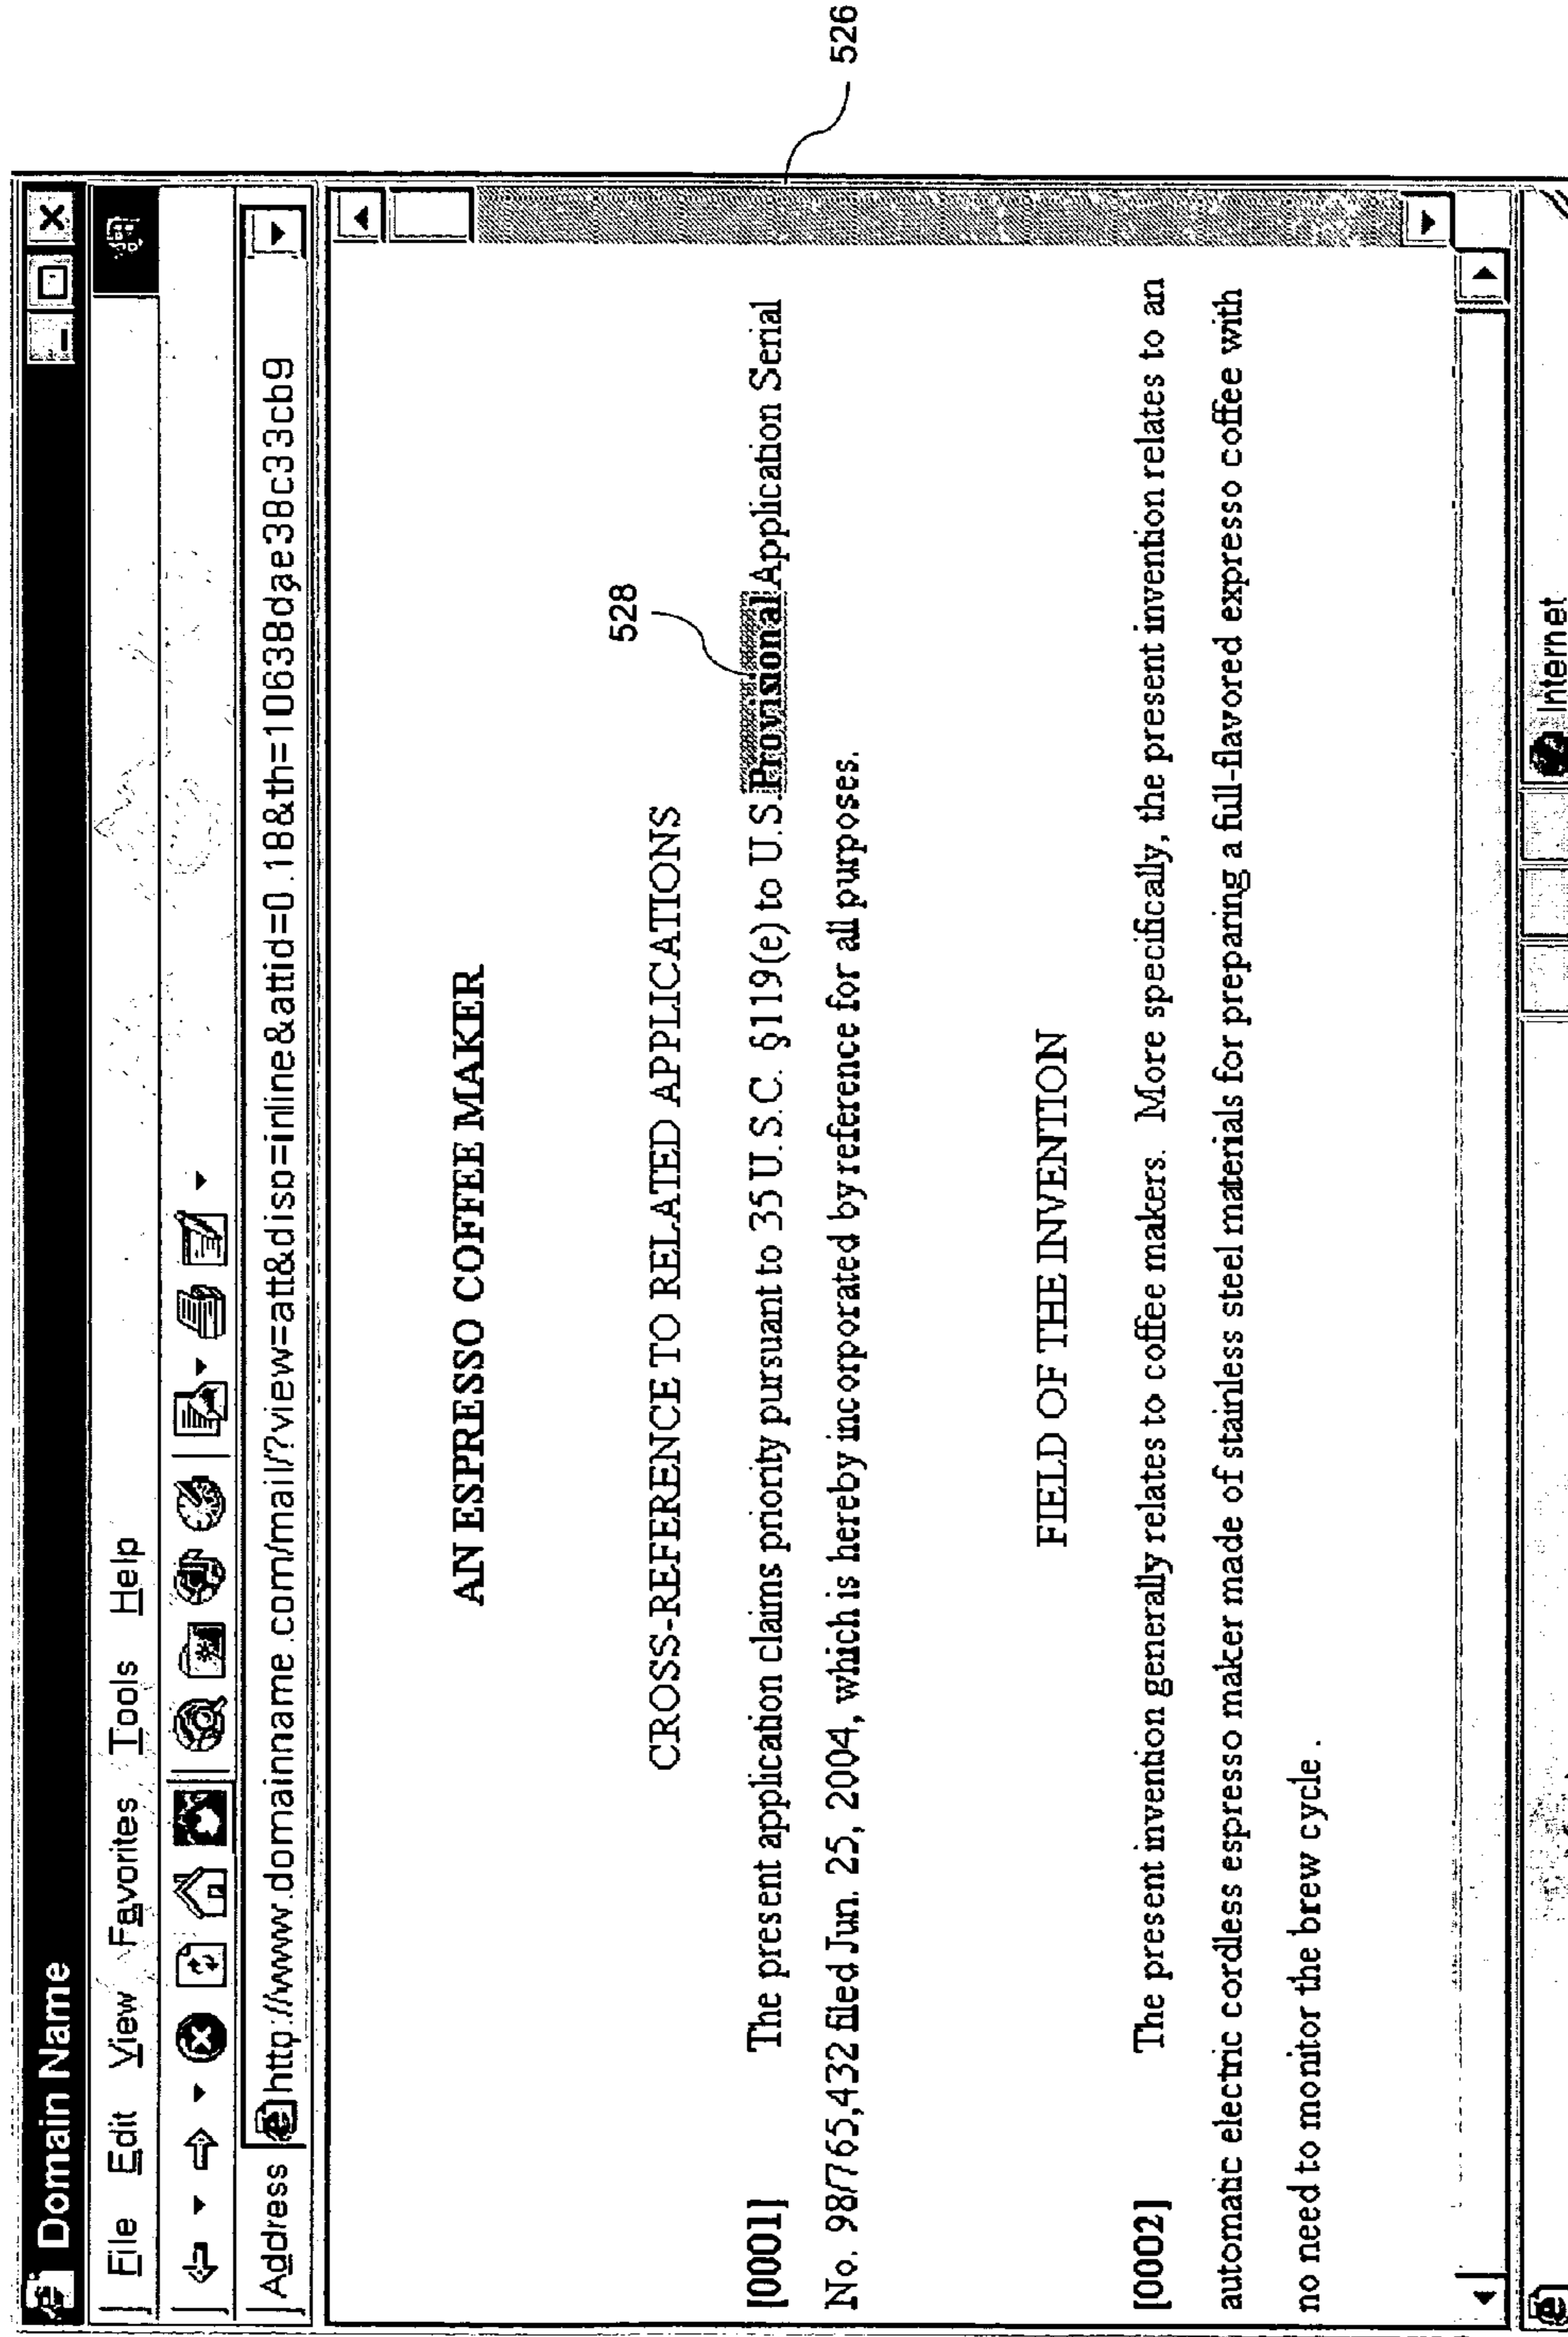 Domain Name
File Edit View Favorites Tools Help
Address http://www.domainname.com/mail/?view=att&disp=inline&attid=0.18&th=10638dae38c33cb9
AN ESPRESSO COFFEE MAKER
CROSS-REFERENCE TO RELATED APPLICATIONS
528
[0001] The present application claims priority pursuant to 35 U.S.C. §119(e) to U.S. Provisional Application Serial
No. 98/765,432 filed Jun. 25, 2004, which is hereby incorporated by reference for all purposes.
526
FIELD OF THE INVENTION
[0002] The present invention generally relates to coffee makers. More specifically, the present invention relates to an
automatic electric cordless espresso maker made of stainless steel materials for preparing a full-flavored expresso coffee with
no need to monitor the brew cycle .
Internet